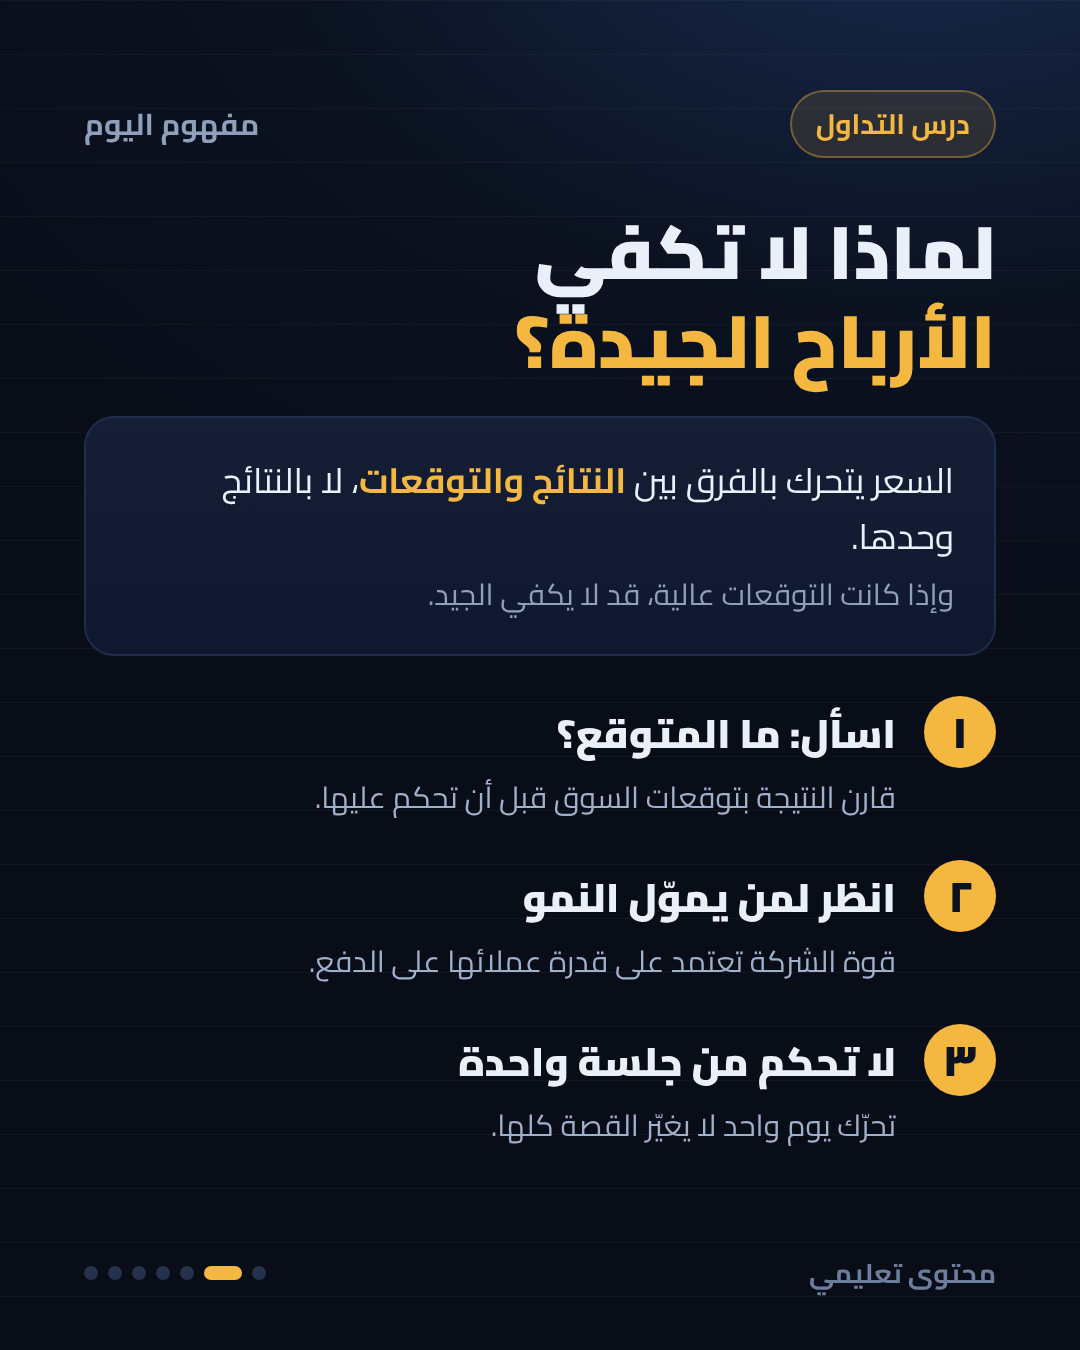 درس التداول
مفهوم اليوم
لماذا لا تكفي
الأرباح الجيدة؟
السعر يتحرك بالفرق بين النتائج والتوقعات، لا بالنتائج
وحدها.
وإذا كانت التوقعات عالية، قد لا يكفي الجيد.
١
اسأل: ما المتوقع؟
قارن النتيجة بتوقعات السوق قبل أن تحكم عليها.
٢
انظر لمن يموّل النمو
قوة الشركة تعتمد على قدرة عملائها على الدفع.
٣
لا تحكم من جلسة واحدة
تحرّك يوم واحد لا يغيّر القصة كلها.
محتوى تعليمي